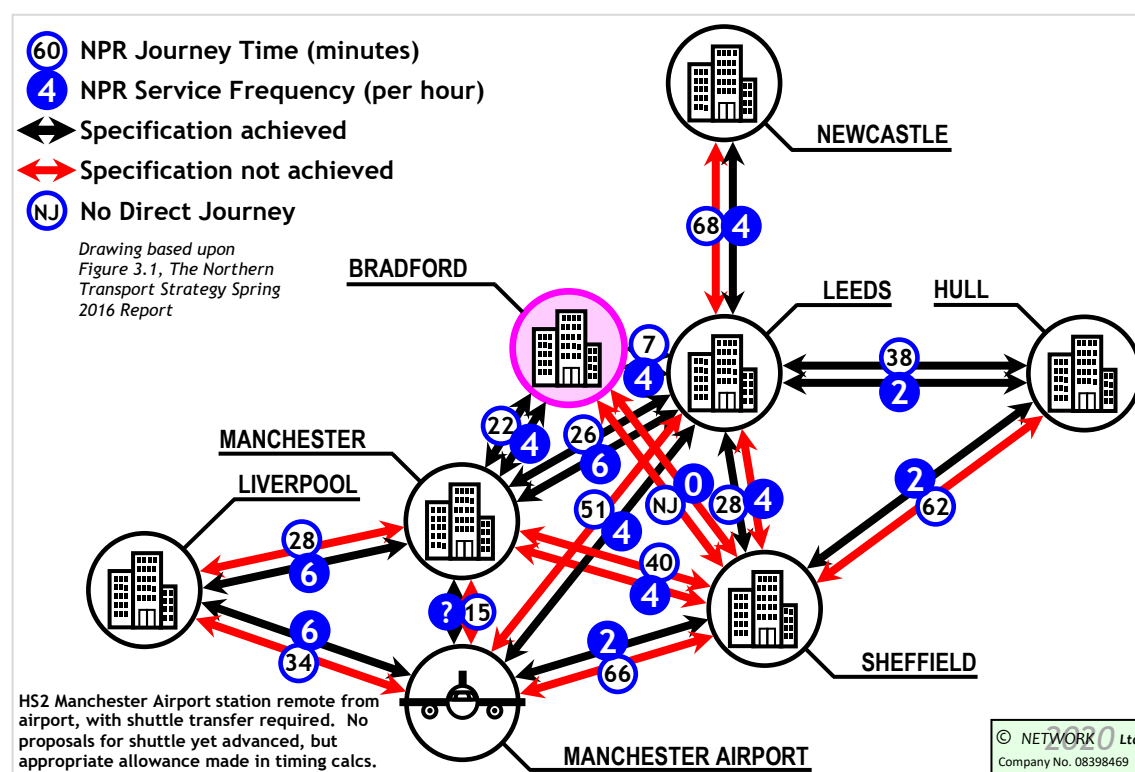 60 NPR Journey Time (minutes)
4 NPR Service Frequency (per hour)
Specification achieved
Specification not achieved
NJ No Direct Journey
Drawing based upon
Figure 3.1, The Northern
Transport Strategy Spring
2016 Report
NEWCASTLE
68 4
BRADFORD
LEEDS
HULL
7
4
38
2
22
4
26
6
MANCHESTER
LIVERPOOL
51
4
NJ
0
28
4
2
62
28
6
40
4
?
15
6
34
2
66
SHEFFIELD
MANCHESTER AIRPORT
HS2 Manchester Airport station remote from
airport, with shuttle transfer required. No
proposals for shuttle yet advanced, but
appropriate allowance made in timing calcs.
© NETWORK 2020 Ltd
Company No. 08398469